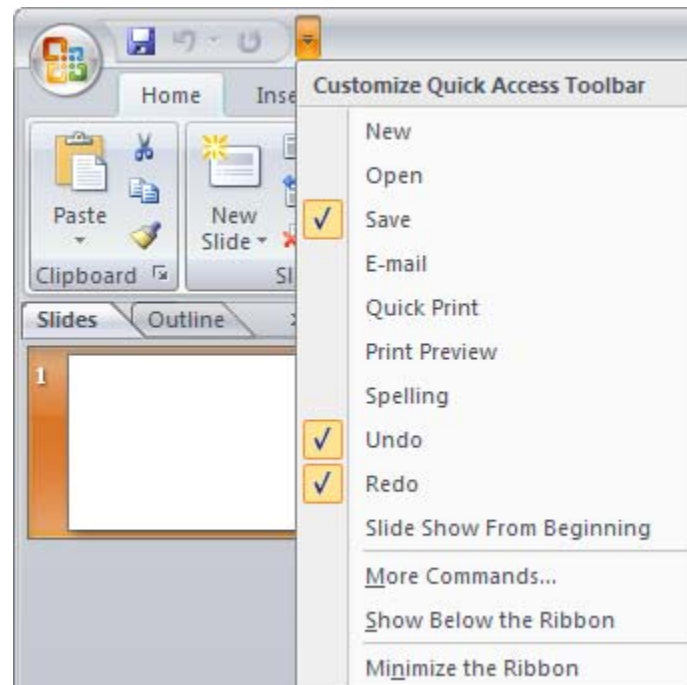 Home
Inse
Customize Quick Access Toolbar
New
Open
Save
E-mail
Quick Print
Print Preview
Spelling
Undo
Redo
Slide Show From Beginning
More Commands...
Show Below the Ribbon
Minimize the Ribbon
Paste
New
Slide
Clipboard
Sl
Slides
Outline
1